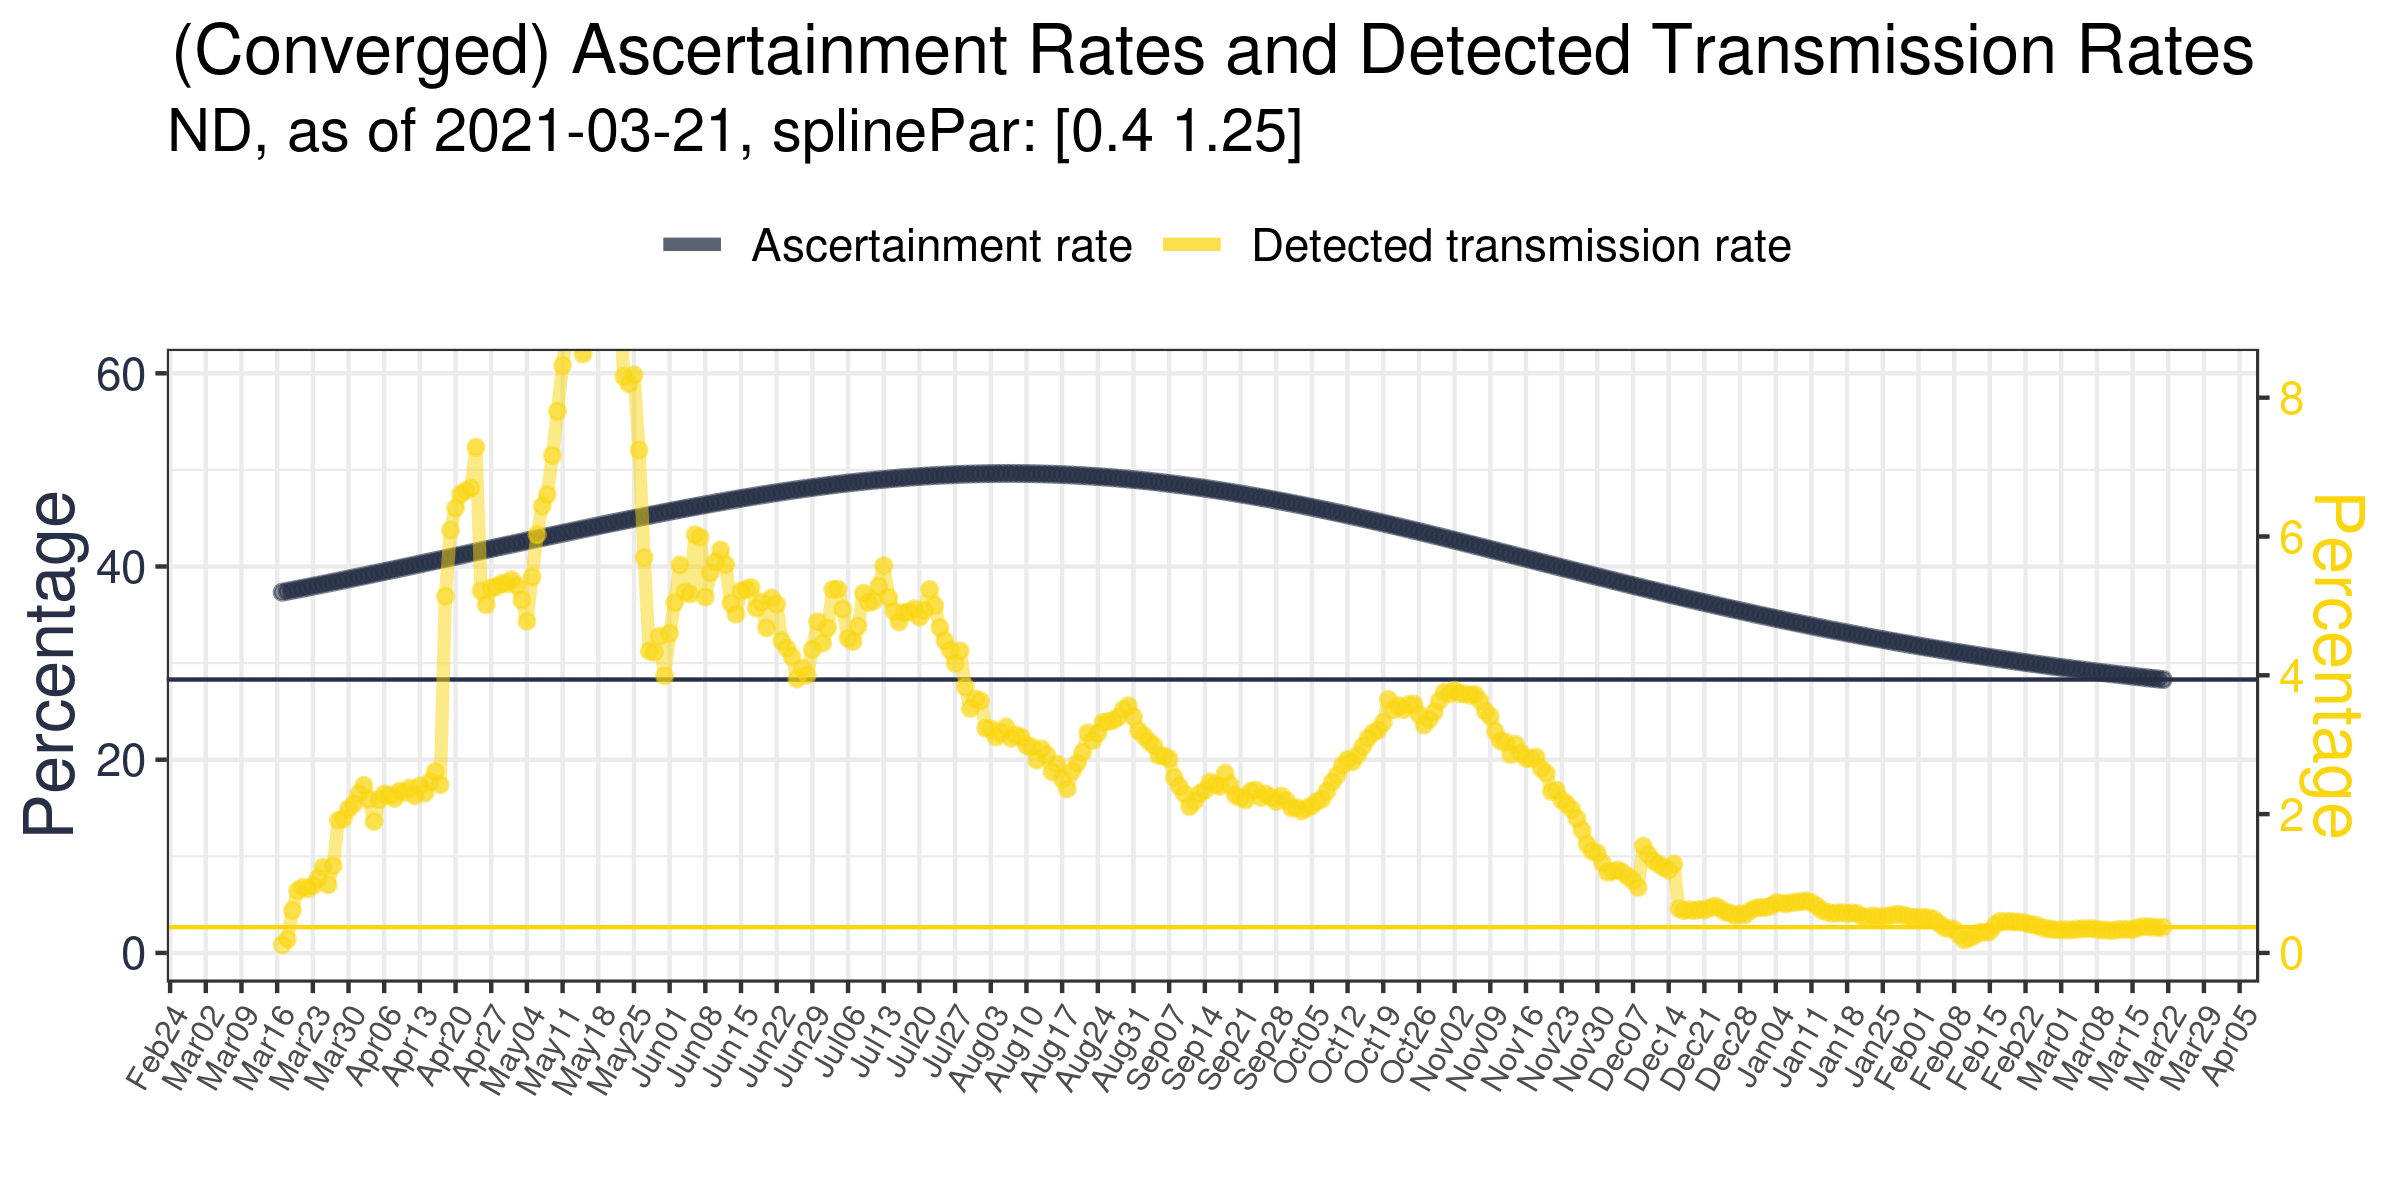 (Converged) Ascertainment Rates and Detected Transmission Rates
ND, as of 2021-03-21, splinePar: [0.4 1.25]
Ascertainment rate Detected transmission rate
Percentage
60
40
20
0
8
6
4
2
0
Percentage
Feb24 Mar02 Mar09 Mar16 Mar23 Mar30 Apr06 Apr13 Apr20 Apr27 May04 May11 May18 May25 Jun01 Jun08 Jun15 Jun22 Jun29 Jul06 Jul13 Jul20 Jul27 Aug03 Aug10 Aug17 Aug24 Aug31 Sep07 Sep14 Sep21 Sep28 Oct05 Oct12 Oct19 Oct26 Nov02 Nov09 Nov16 Nov23 Nov30 Dec07 Dec14 Dec21 Dec28 Jan04 Jan11 Jan18 Jan25 Feb01 Feb08 Feb15 Feb22 Mar01 Mar08 Mar15 Mar22 Mar29 Apr05